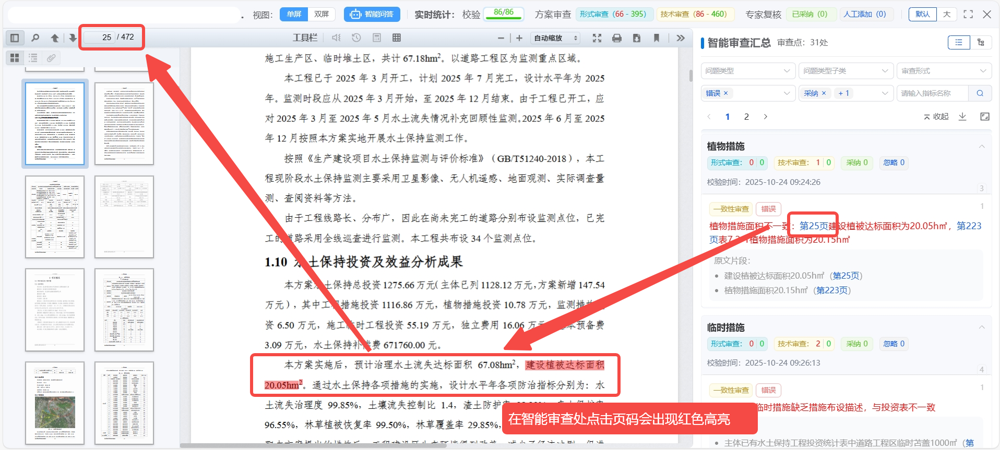 视图：
单屏
双屏
智能问答
实时统计：
校验
86/86
方案审查
形式审查（66 - 395）
技术审查（86 - 460）
专家复核
已采纳（0）
人工添加（0）
默认
大
25 / 472
工具栏
自动缩放
施工生产区、临时堆土区，共计 67.18hm²。以道路工程区为监测重点区域。
本工程已于 2025 年 3 月开工，计划 2025 年 7 月完工，设计水平年为 2025
年。监测时段应从 2025 年 3 月开始，至 2025 年 12 月结束。由于工程已开工，应
对 2025 年 3 月至 2025 年 5 月水土流失情况补充回顾性监测。2025 年 6 月至 2025
年 12 月按照本方案实地开展水土保持监测工作。
按照《生产建设项目水土保持监测与评价标准》（GB/T51240-2018），本工
程现阶段水土保持监测主要采用卫星影像、无人机遥感、地面观测、实际调查量
测、查阅资料等方法。
由于工程线路长、分布广，因此在尚未完工的道路分别布设监测点位，已完
工的道路采用全线巡查进行监测。本工程共布设 34 个监测点位。
1.10 水土保持投资及效益分析成果
本方案水土保持总投资 1275.66 万元（主体已列 1128.12 万元，方案新增 147.54
万元），其中工程措施投资 1116.86 万元，植物措施投资 10.78 万元，监测措施
资 6.50 万元，施工临时工程投资 55.19 万元，独立费用 16.06 万元 本预备费
3.09 万元，水土保持补偿费 671760.00 元。
本方案实施后，预计治理水土流失达标面积 67.08hm²，建设植被达标面积
20.05hm²。通过水土保持各项措施的实施，设计水平年各项防治指标分别为：水
土流失治理度 99.85%，土壤流失控制比 1.4，渣土防护率
96.55%，林草植被恢复率 99.50%，林草覆盖率 29.85%，
在智能审查处点击页码会出现红色高亮
智能审查汇总
审查点：31处
问题类型
问题类型子类
审查形式
错误 ×
采纳 ×
+ 1
请输入指标名称
1
2
收起
植物措施
形式审查： 0 0
技术审查： 1 0
采纳 0
忽略 0
校验时间：2025-10-24 09:24:26
3
一致性审查
错误
1
植物措施面积不一致：第25页建设植被达标面积为20.05h㎡，第223
页表7.2-1植物措施面积为20.15h㎡
原文片段：
建设植被达标面积20.05h㎡（第25页）
植物措施面积20.15h㎡（第223页）
临时措施
形式审查： 0 0
技术审查： 2 0
采纳 0
忽略 0
校验时间：2025-10-24 09:26:13
4
一致性审查
错误
1
临时措施缺乏措施布设描述，与投资表不一致
主体已有水土保持工程投资统计表中道路工程区临时苫盖1000㎡（第